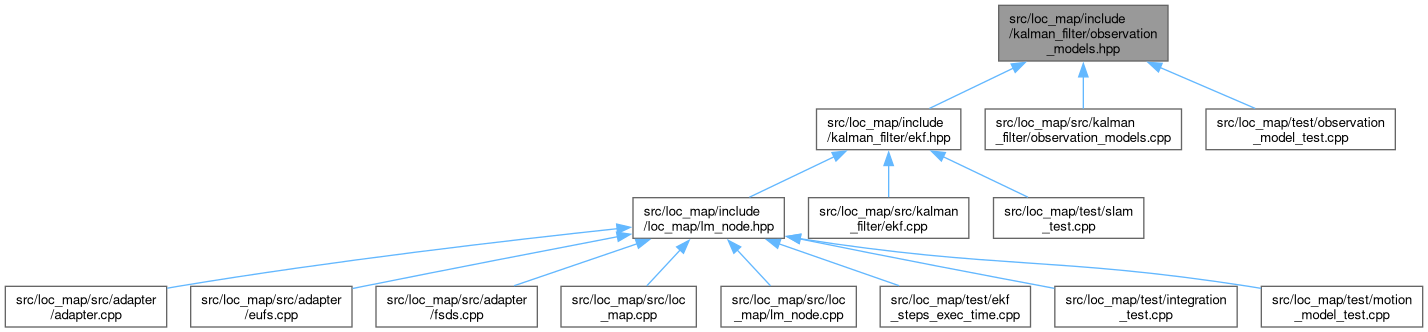 src/loc_map/include
/kalman_filter/observation
_models.hpp
src/loc_map/include
/kalman_filter/ekf.hpp
src/loc_map/src/kalman
_filter/observation_models.cpp
src/loc_map/test/observation
_model_test.cpp
src/loc_map/include
/loc_map/lm_node.hpp
src/loc_map/src/kalman
_filter/ekf.cpp
src/loc_map/test/slam
_test.cpp
src/loc_map/src/adapter
/adapter.cpp
src/loc_map/src/adapter
/eufs.cpp
src/loc_map/src/adapter
/fsds.cpp
src/loc_map/src/loc
_map.cpp
src/loc_map/src/loc
_map/lm_node.cpp
src/loc_map/test/ekf
_steps_exec_time.cpp
src/loc_map/test/integration
_test.cpp
src/loc_map/test/motion
_model_test.cpp